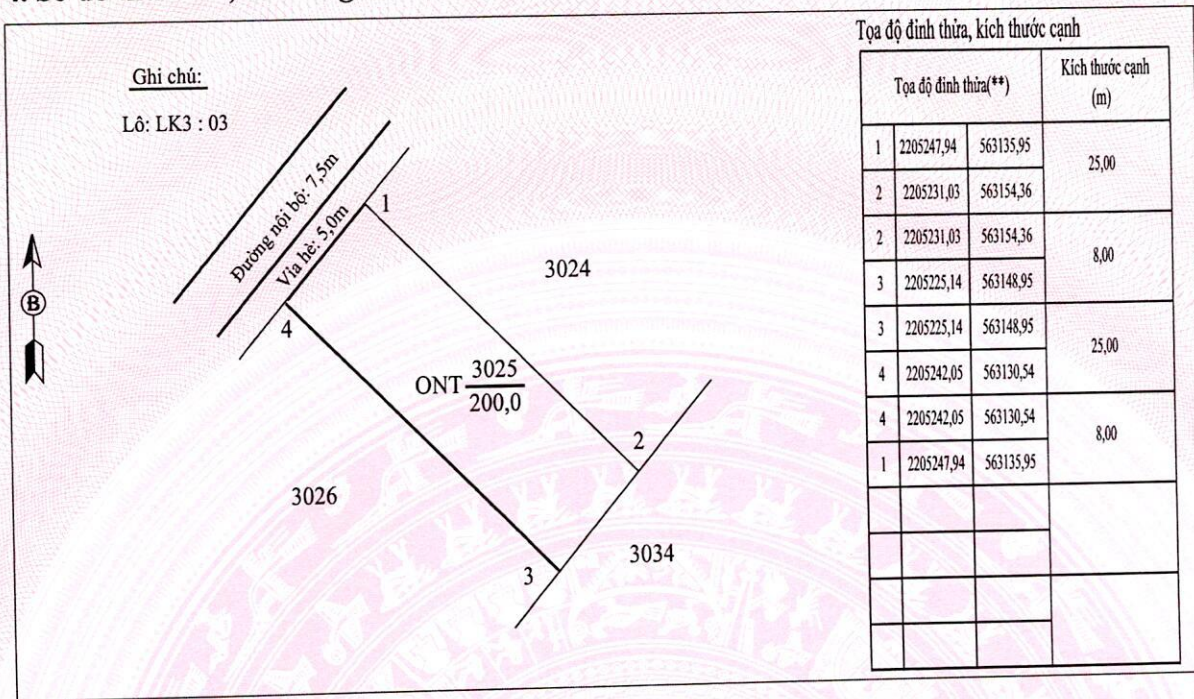 Ghi chú:
Lô: LK3 : 03
Đường nội bộ: 7,5m
Vỉa hè: 5,0m
B
1
4
3024
ONT 3025
200,0
2
3026
3034
3
Tọa độ đỉnh thửa, kích thước cạnh
Tọa độ đỉnh thửa(**) Kích thước cạnh
(m)
1 2205247,94 563135,95
25,00
2 2205231,03 563154,36
2 2205231,03 563154,36
8,00
3 2205225,14 563148,95
3 2205225,14 563148,95
25,00
4 2205242,05 563130,54
4 2205242,05 563130,54
8,00
1 2205247,94 563135,95